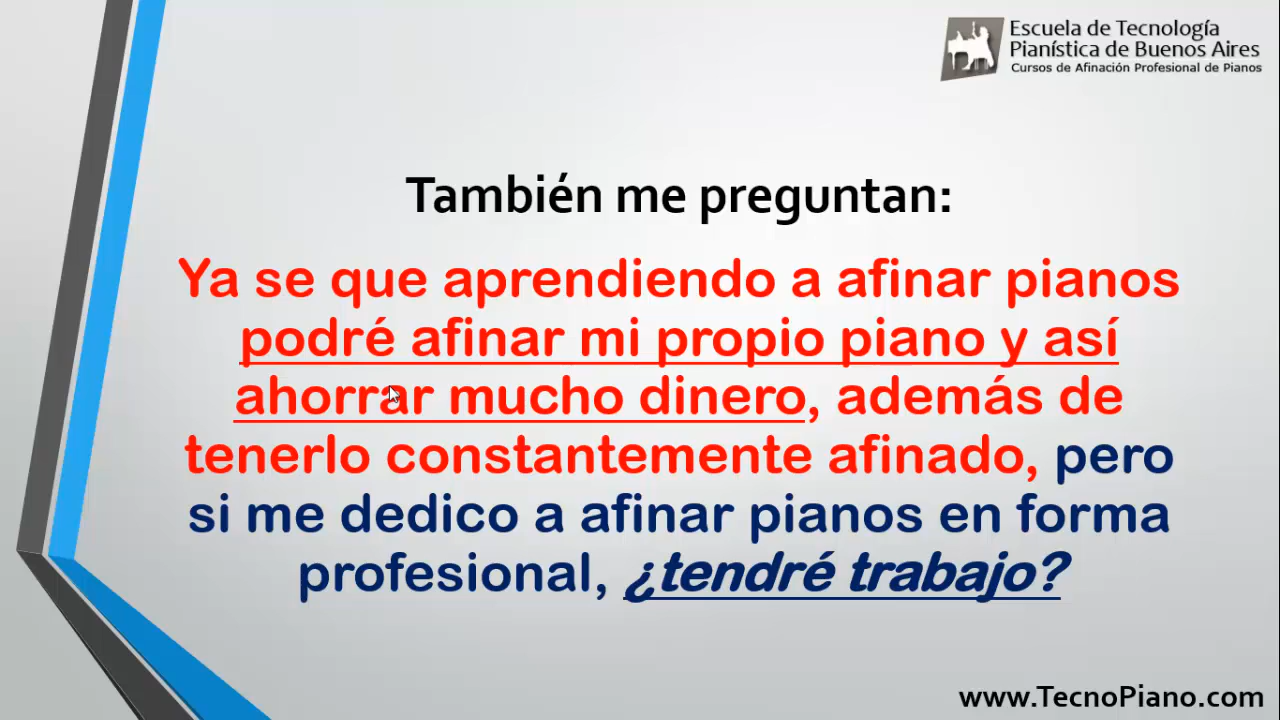 Escuela de Tecnología
Pianística de Buenos Aires
Cursos de Afinación Profesional de Pianos
También me preguntan:
Ya se que aprendiendo a afinar pianos
podré afinar mi propio piano y así
ahorrar mucho dinero, además de
tenerlo constantemente afinado, pero
si me dedico a afinar pianos en forma
profesional, ¿tendré trabajo?
www.TecnoPiano.com